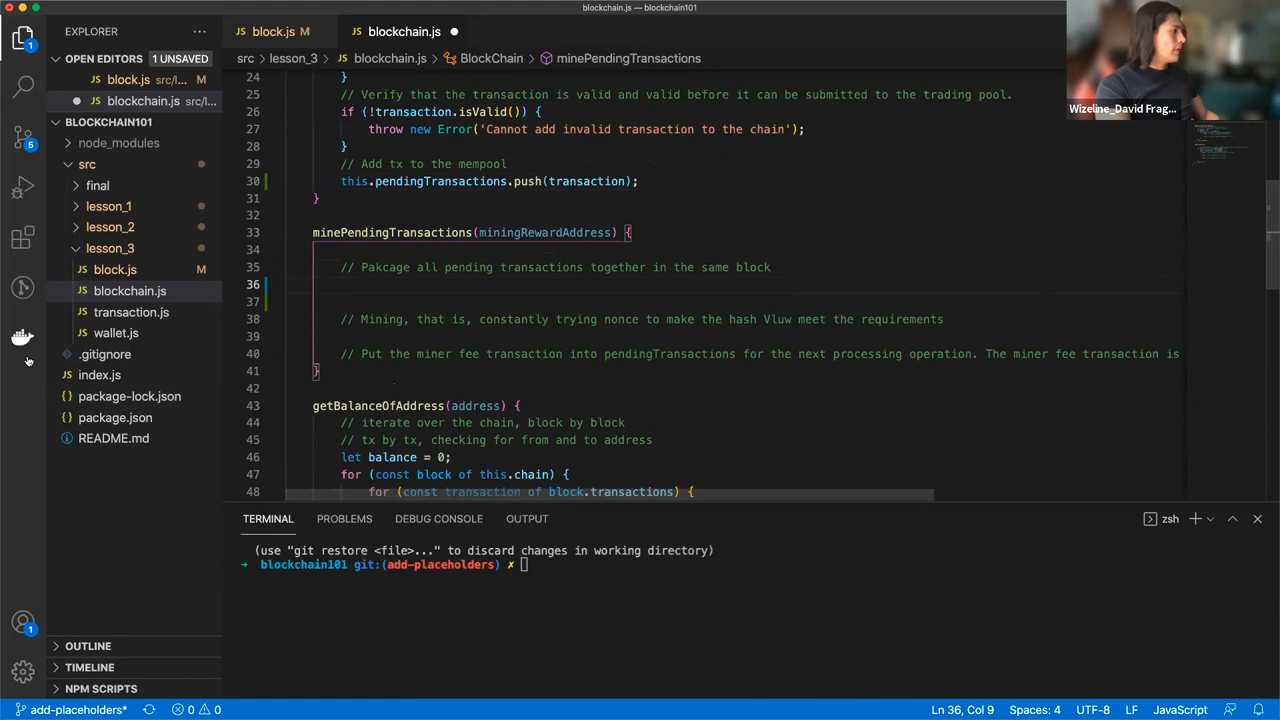 blockchain.js — blockchain101
EXPLORER
OPEN EDITORS 1 UNSAVED
JS block.js src/l... M
JS blockchain.js src/l...
BLOCKCHAIN101
node_modules
src
final
lesson_1
lesson_2
lesson_3
JS block.js M
JS blockchain.js
JS transaction.js
JS wallet.js
.gitignore
JS index.js
{} package-lock.json
{} package.json
README.md
OUTLINE
TIMELINE
NPM SCRIPTS
1
5
1
JS block.js M
JS blockchain.js
src > lesson_3 > JS blockchain.js > BlockChain > minePendingTransactions
24 }
25 // Verify that the transaction is valid and valid before it can be submitted to the trading pool.
26 if (!transaction.isValid()) {
27 throw new Error('Cannot add invalid transaction to the chain');
28 }
29 // Add tx to the mempool
30 this.pendingTransactions.push(transaction);
31 }
32
33 minePendingTransactions(miningRewardAddress) {
34
35 // Pakcage all pending transactions together in the same block
36
37
38 // Mining, that is, constantly trying nonce to make the hash Vluw meet the requirements
39
40 // Put the miner fee transaction into pendingTransactions for the next processing operation. The miner fee transaction is
41 }
42
43 getBalanceOfAddress(address) {
44 // iterate over the chain, block by block
45 // tx by tx, checking for from and to address
46 let balance = 0;
47 for (const block of this.chain) {
48 for (const transaction of block.transactions) {
Wizeline_David Frag...
TERMINAL PROBLEMS DEBUG CONSOLE OUTPUT
zsh
(use "git restore <file>..." to discard changes in working directory)
→ blockchain101 git:(add-placeholders) ✗
add-placeholders* 0 0
Ln 36, Col 9 Spaces: 4 UTF-8 LF JavaScript